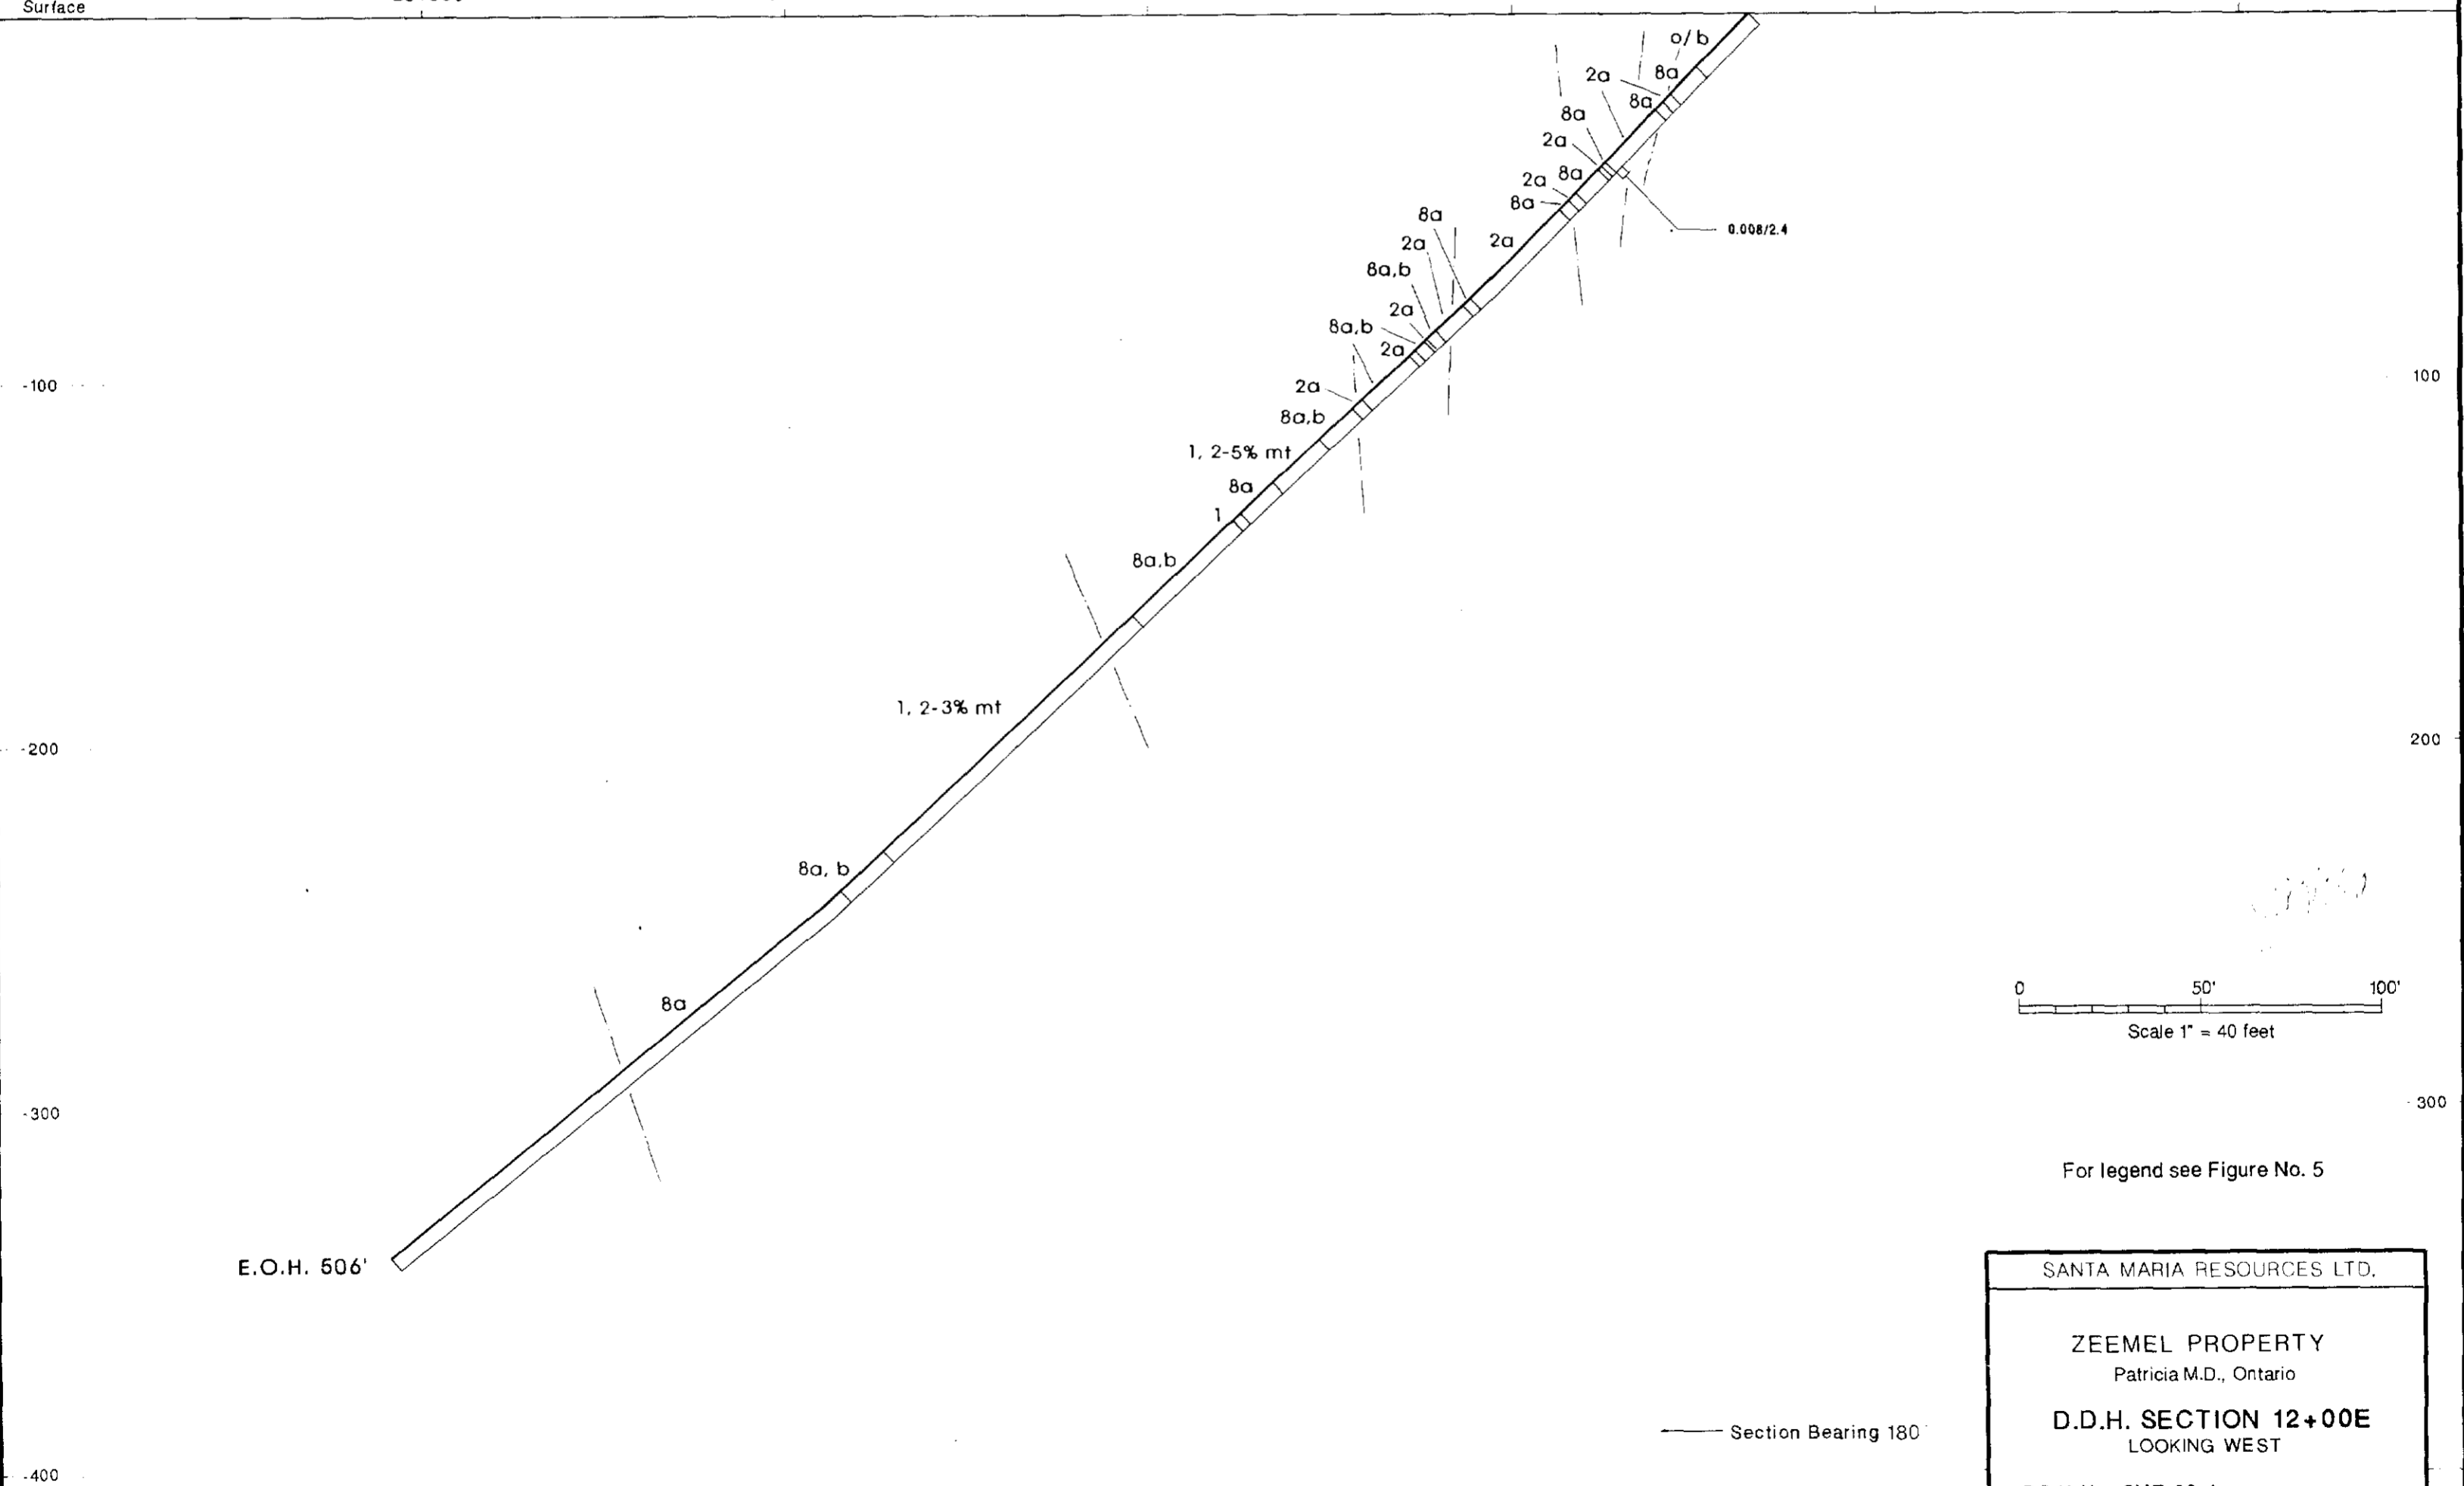 Surface
o/b
8a
2a
8a
8a
2a
8a
2a
8a
0.008/2.4
8a
2a
2a
8a,b
2a
8a,b
2a
-100
100
2a
8a,b
1, 2-5% mt
8a
1
8a,b
1, 2-3% mt
-200
200
8a, b
0 50' 100'
8a
Scale 1" = 40 feet
-300
300
For legend see Figure No. 5
E.O.H. 506'
SANTA MARIA RESOURCES LTD.
ZEEMEL PROPERTY
Patricia M.D., Ontario
D.D.H. SECTION 12+00E
LOOKING WEST
Section Bearing 180
-400